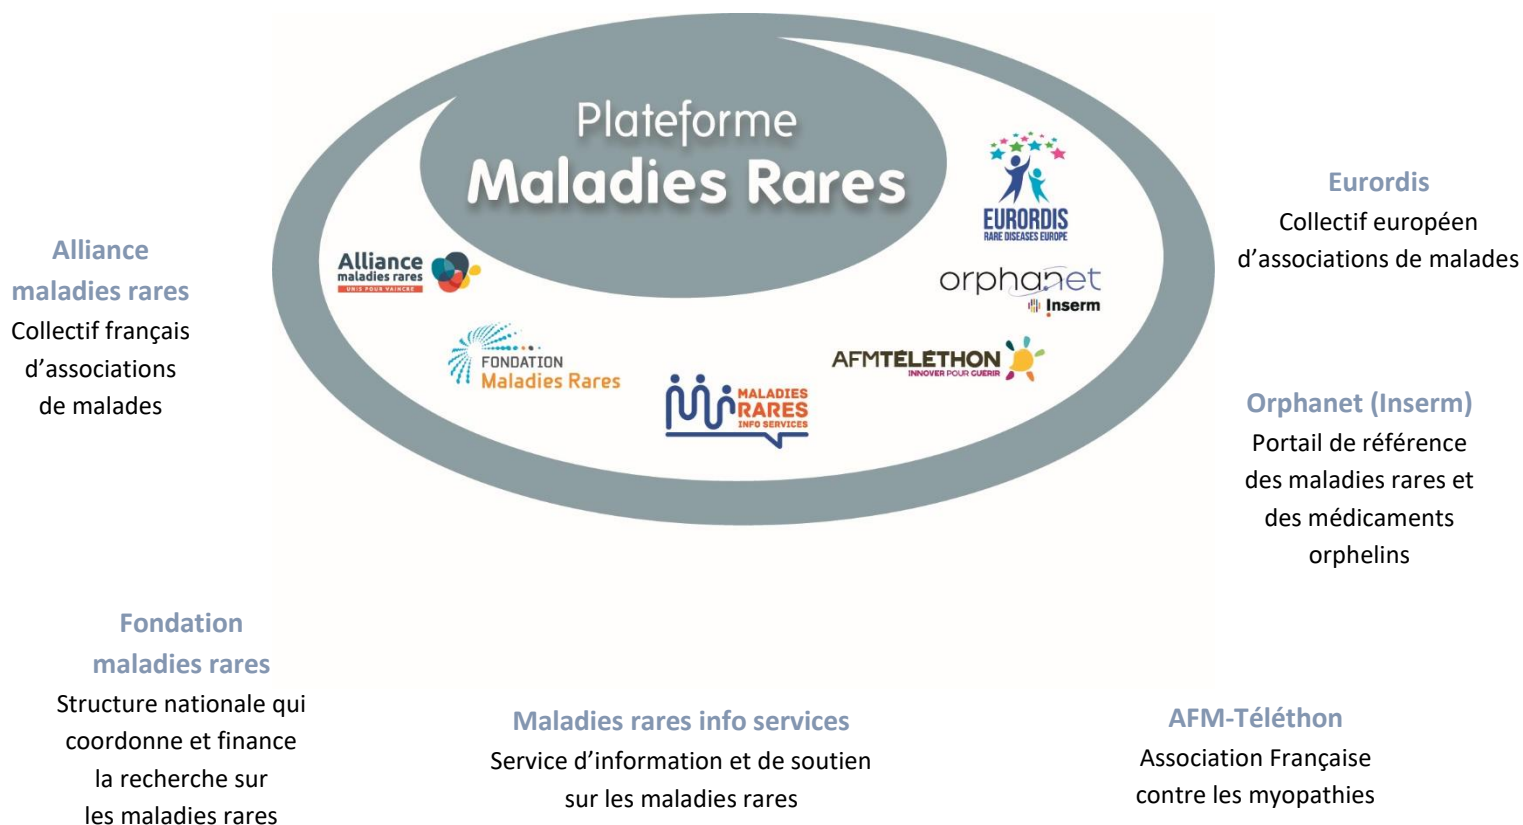 Plateforme
Maladies Rares
EURORDIS
RARE DISEASES EUROPE
Alliance
maladies rares
UNIS POUR VAINCRE
orphanet
Inserm
FONDATION
Maladies Rares
AFMTÉLÉTHON
INNOVER POUR GUÉRIR
MALADIES
RARES
INFO SERVICES
Alliance
maladies rares
Collectif français
d’associations
de malades
Eurordis
Collectif européen
d’associations de malades
Orphanet (Inserm)
Portail de référence
des maladies rares et
des médicaments
orphelins
Fondation
maladies rares
Structure nationale qui
coordonne et finance
la recherche sur
les maladies rares
Maladies rares info services
Service d’information et de soutien
sur les maladies rares
AFM-Téléthon
Association Française
contre les myopathies